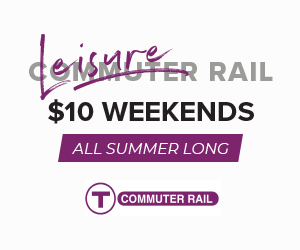 Leisure
COMMUTER RAIL
$10 WEEKENDS
ALL SUMMER LONG
T COMMUTER RAIL